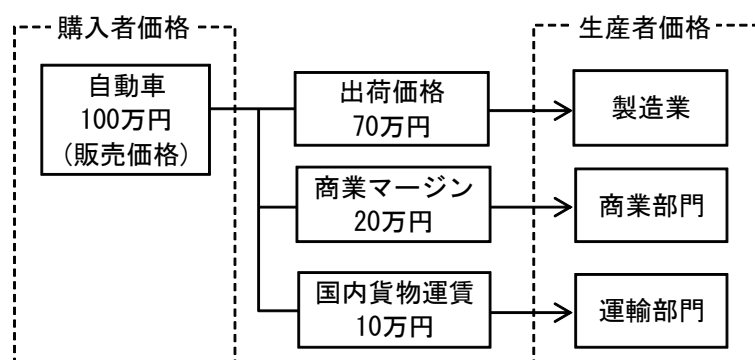 購入者価格
生産者価格
自動車
100万円
(販売価格)
出荷価格
70万円
製造業
商業マージン
20万円
商業部門
国内貨物運賃
10万円
運輸部門